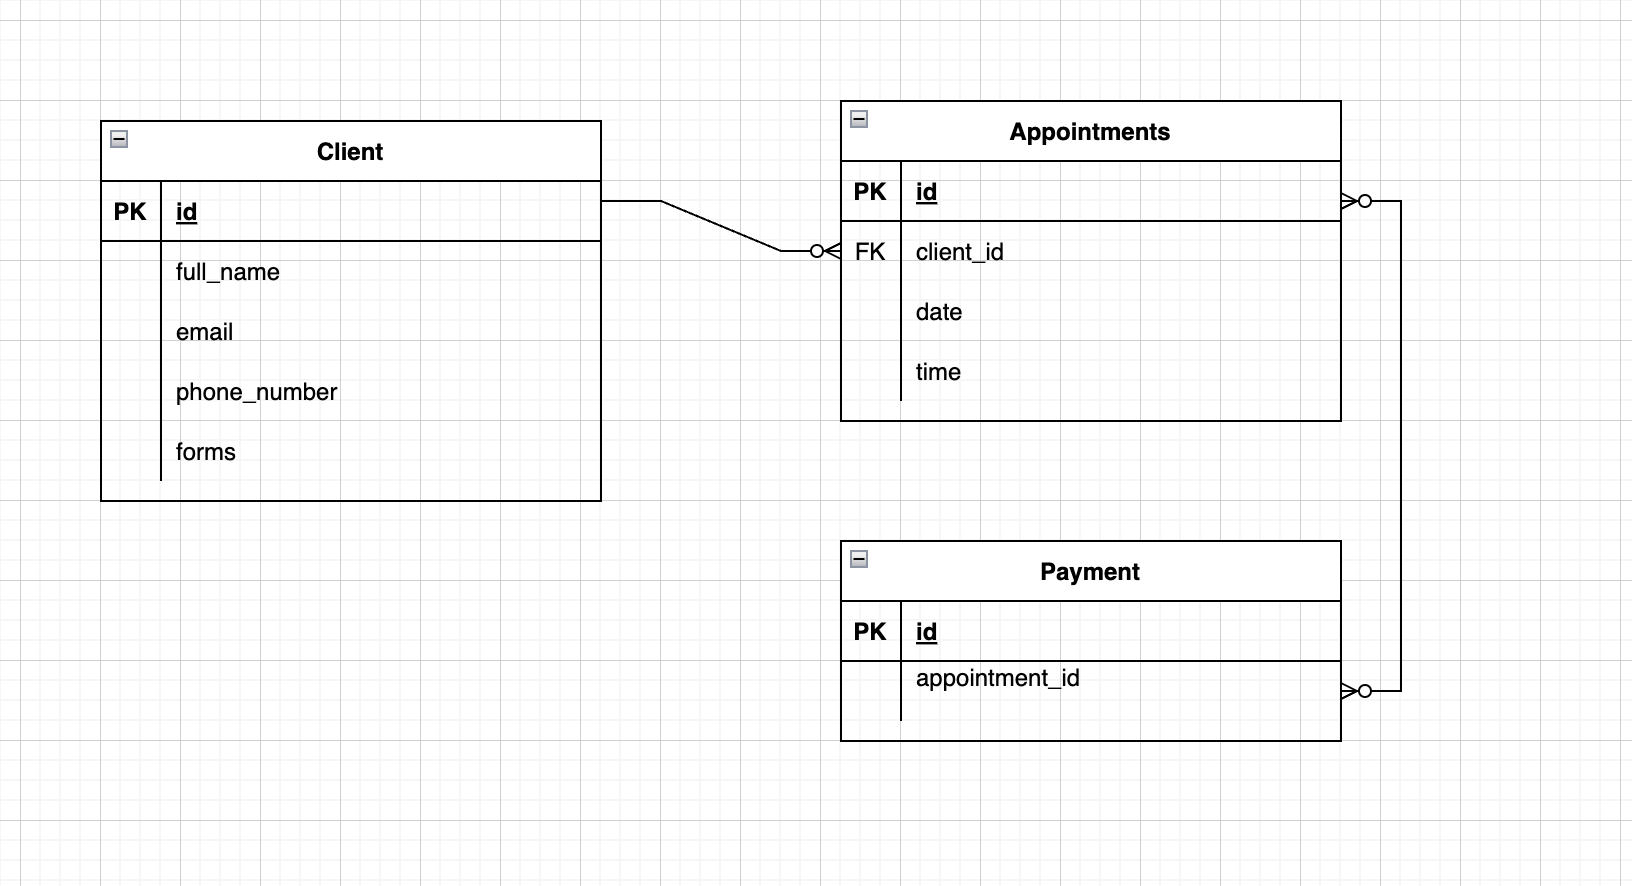 Client
PK id
full_name
email
phone_number
forms
Appointments
PK id
FK client_id
date
time
Payment
PK id
appointment_id